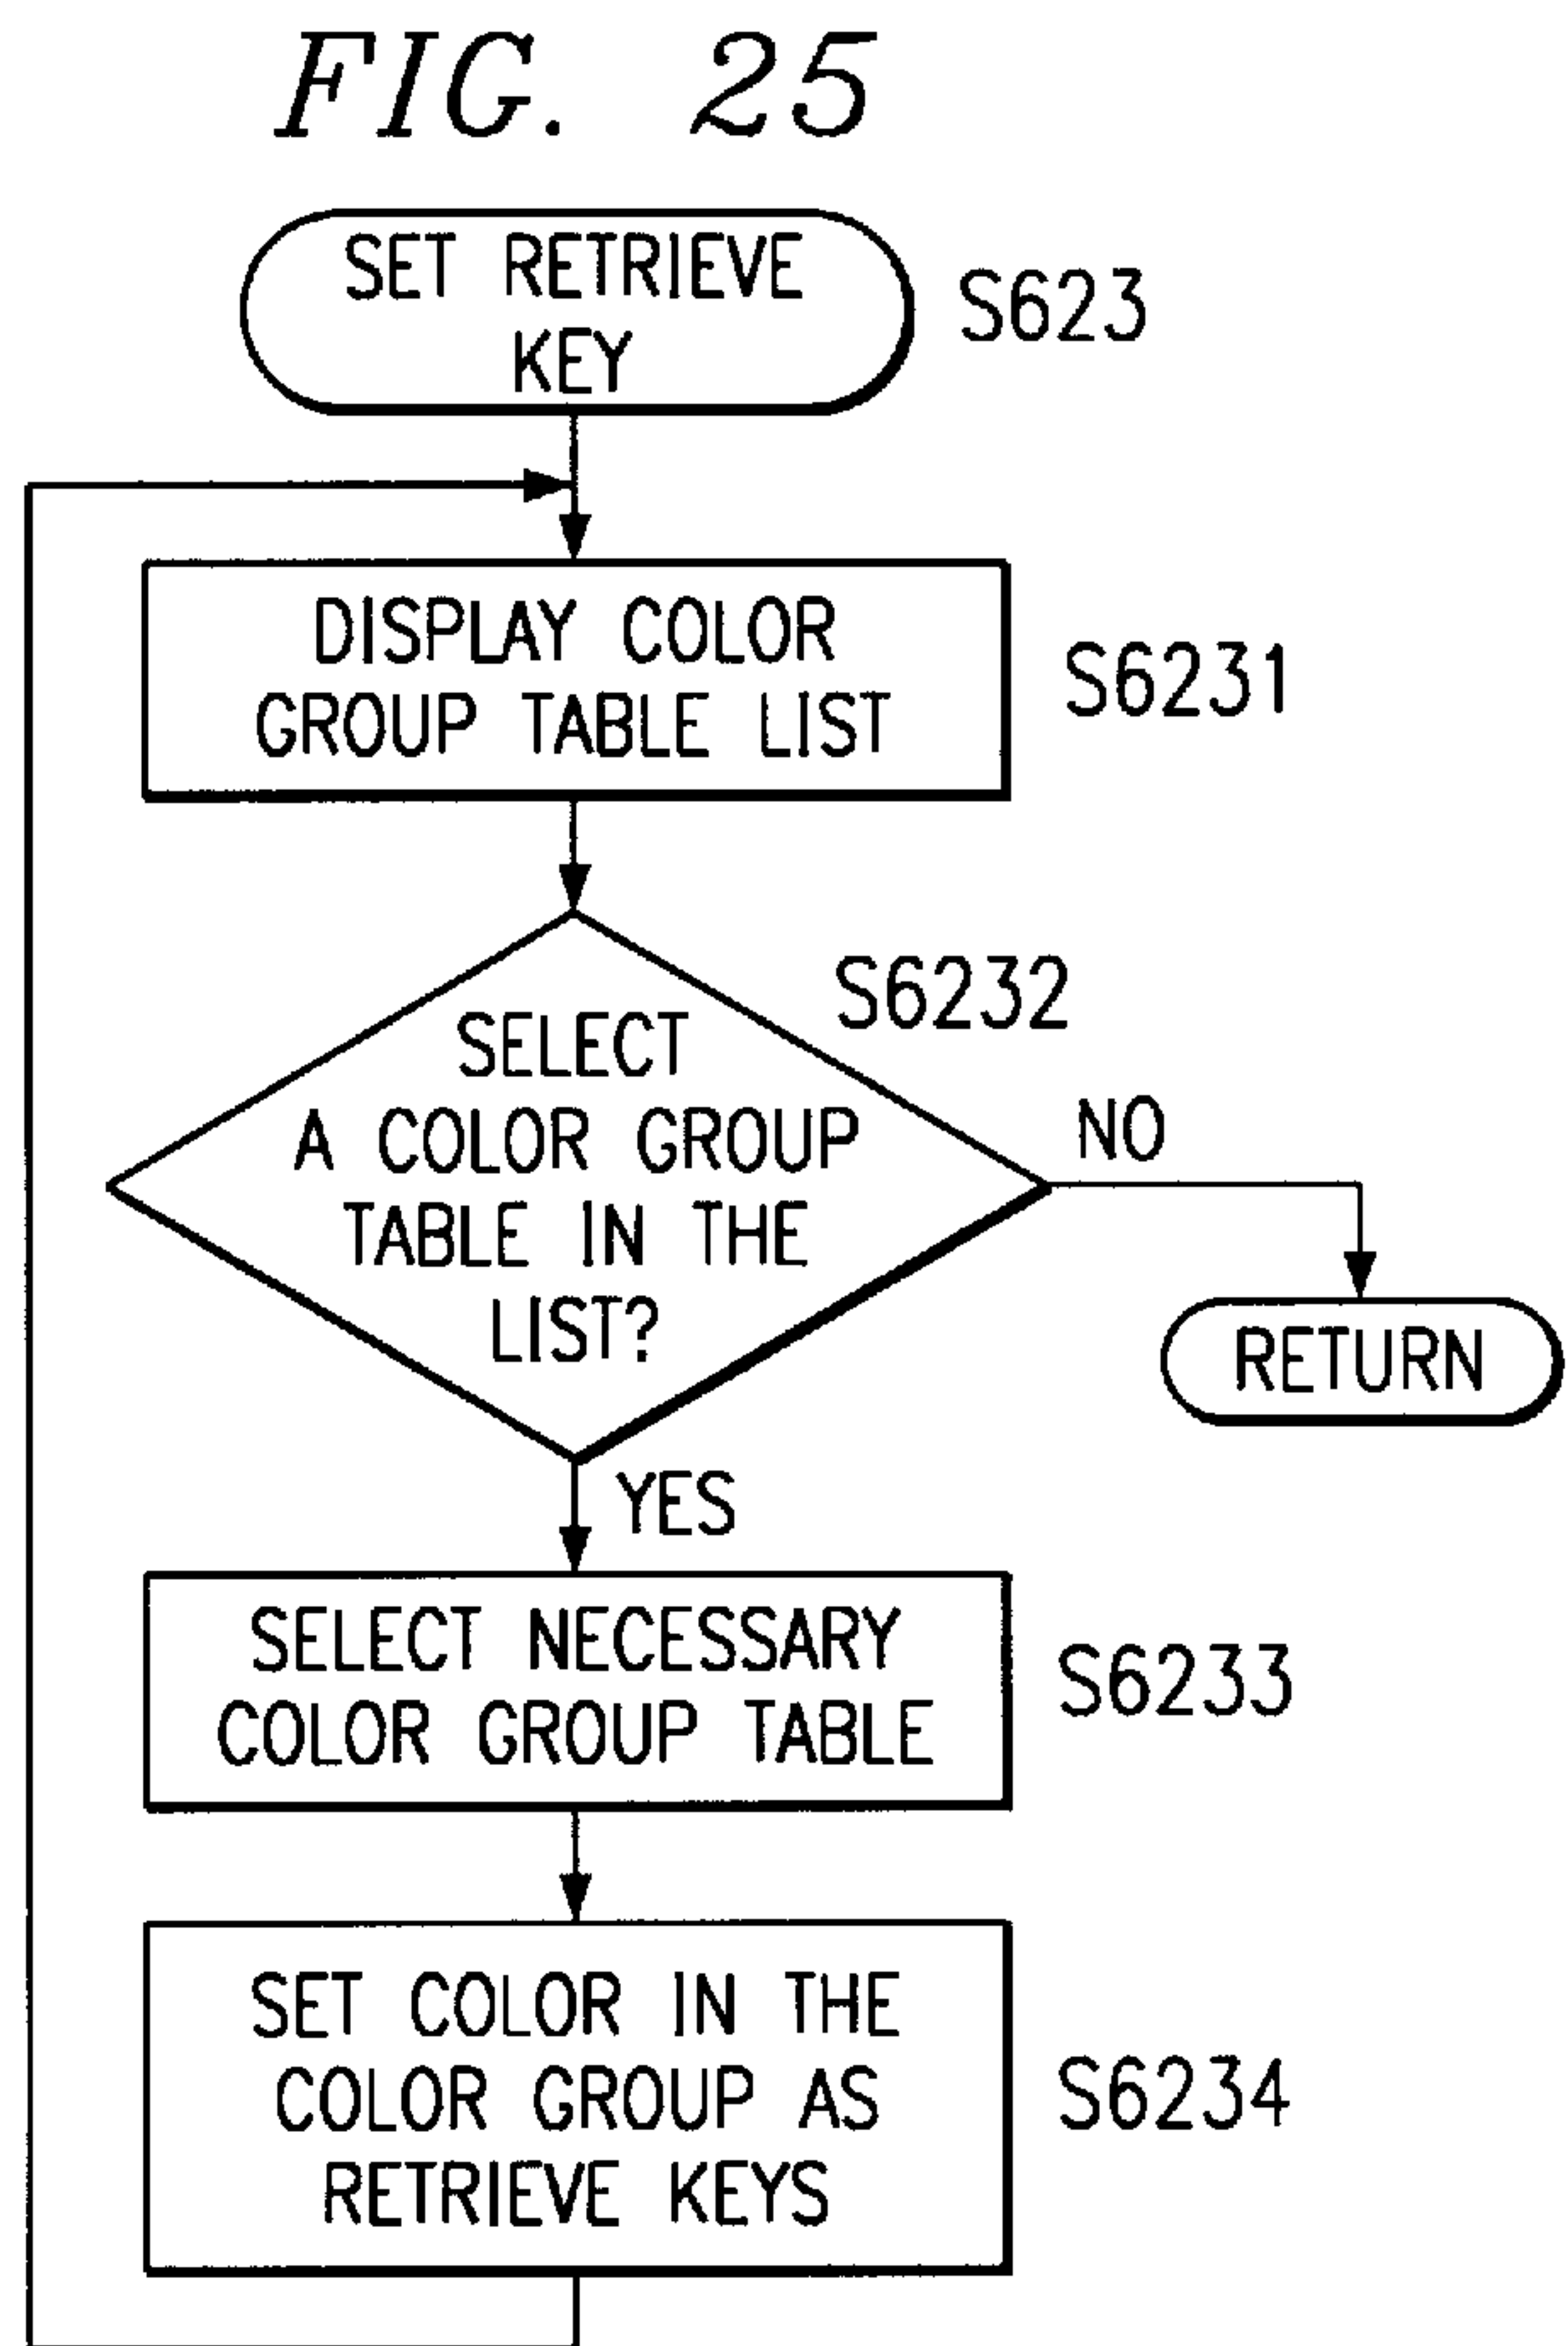 FIG. 25
SET RETRIEVE
KEY
S623
DISPLAY COLOR
GROUP TABLE LIST
S6231
S6232
SELECT
A COLOR GROUP
TABLE IN THE
LIST?
NO
RETURN
YES
SELECT NECESSARY
COLOR GROUP TABLE
S6233
SET COLOR IN THE
COLOR GROUP AS
RETRIEVE KEYS
S6234